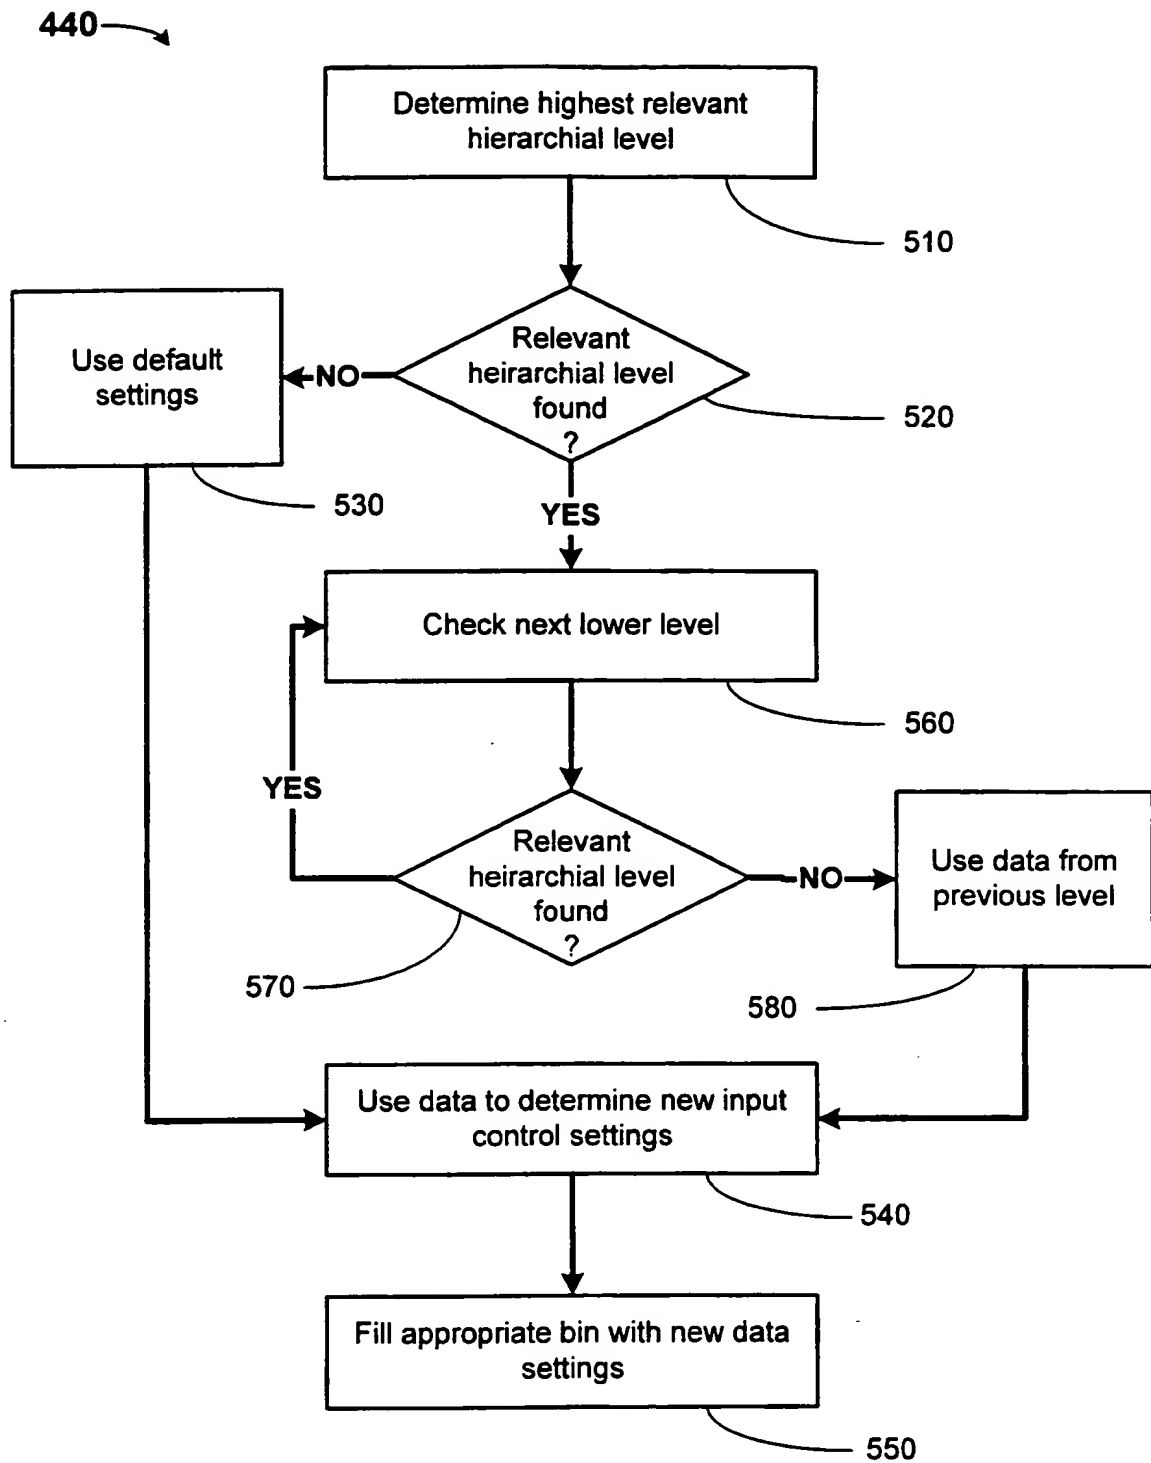 440
Determine highest relevant
hierarchial level
510
Relevant
heirarchial level
found
?
520
NO
Use default
settings
530
YES
Check next lower level
560
YES
Relevant
heirarchial level
found
?
570
NO
Use data from
previous level
580
Use data to determine new input
control settings
540
Fill appropriate bin with new data
settings
550